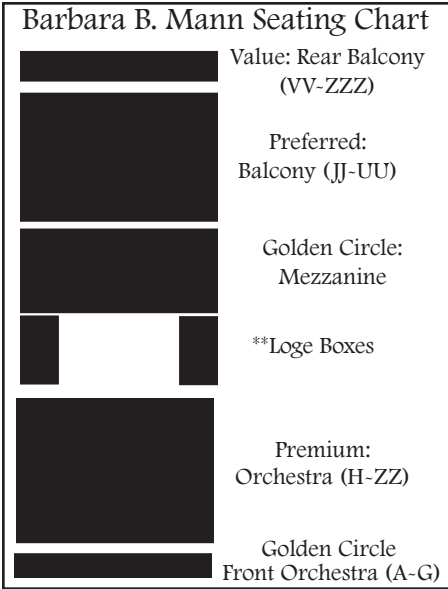 Barbara B. Mann Seating Chart
Value: Rear Balcony
(VV-ZZZ)
Preferred:
Balcony (JJ-UU)
Golden Circle:
Mezzanine
**Loge Boxes
Premium:
Orchestra (H-ZZ)
Golden Circle
Front Orchestra (A-G)